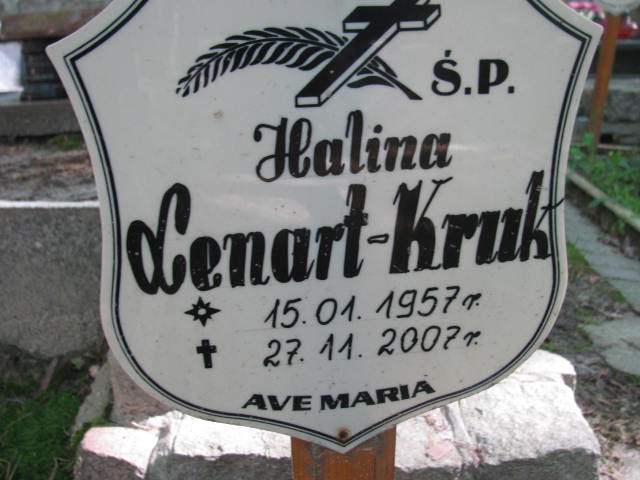 Ś.P.
Halina
Lenart-Kruk
15.01.1957r.
27.11.2007r.
AVE MARIA